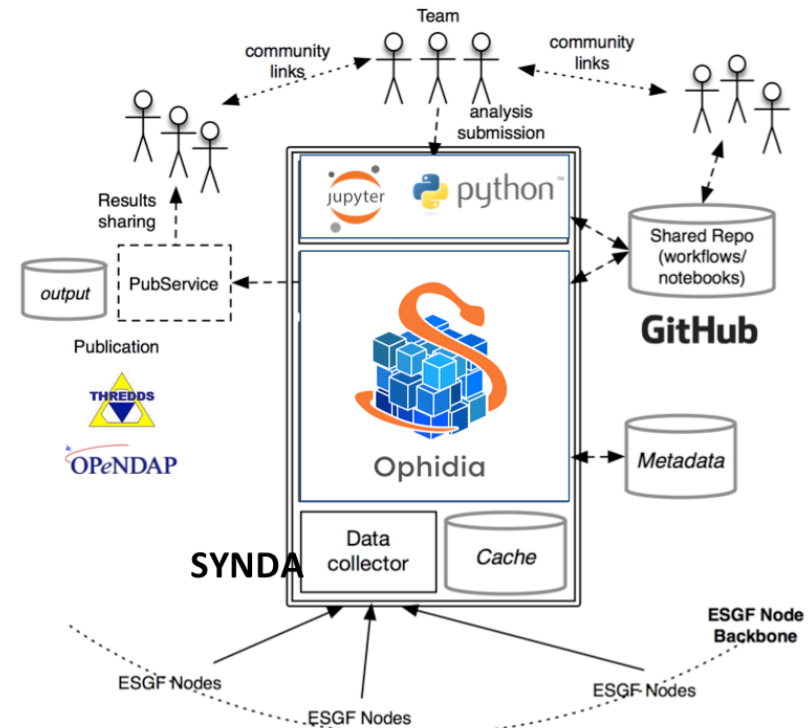 Team
community
links
community
links
analysis
submission
jupyter
python™
Results
sharing
Shared Repo
(workflows/
notebooks)
output
PubService
GitHub
Publication
THREDDS
OPeNDAP
Ophidia
Metadata
SYNDA
Data
collector
Cache
ESGF Node
Backbone
ESGF Nodes
ESGF Nodes
ESGF Nodes